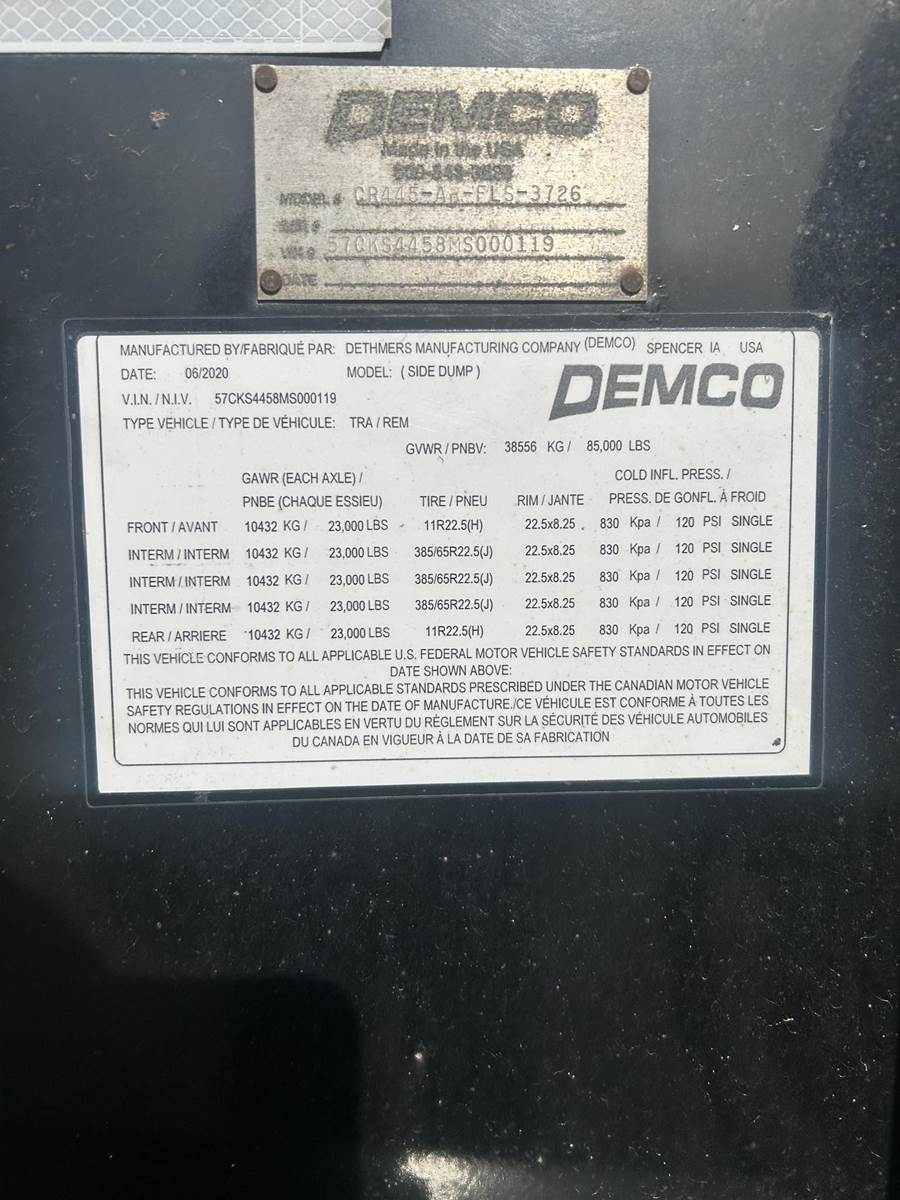 DEMCO
Made in the USA
MODEL # CR445-A -FLS-3726
SER #
VIN # 57CKS4458MS000119
DATE
MANUFACTURED BY/FABRIQUÉ PAR: DETHMERS MANUFACTURING COMPANY (DEMCO) SPENCER IA USA
DATE: 06/2020 MODEL: ( SIDE DUMP )
DEMCO
V.I.N. / N.I.V. 57CKS4458MS000119
TYPE VEHICLE / TYPE DE VÉHICULE: TRA / REM
GVWR / PNBV: 38556 KG / 85,000 LBS
GAWR (EACH AXLE) / COLD INFL. PRESS. /
PNBE (CHAQUE ESSIEU) TIRE / PNEU RIM / JANTE PRESS. DE GONFL. À FROID
FRONT / AVANT 10432 KG / 23,000 LBS 11R22.5(H) 22.5x8.25 830 Kpa / 120 PSI SINGLE
INTERM / INTERM 10432 KG / 23,000 LBS 385/65R22.5(J) 22.5x8.25 830 Kpa / 120 PSI SINGLE
INTERM / INTERM 10432 KG / 23,000 LBS 385/65R22.5(J) 22.5x8.25 830 Kpa / 120 PSI SINGLE
INTERM / INTERM 10432 KG / 23,000 LBS 385/65R22.5(J) 22.5x8.25 830 Kpa / 120 PSI SINGLE
REAR / ARRIERE 10432 KG / 23,000 LBS 11R22.5(H) 22.5x8.25 830 Kpa / 120 PSI SINGLE
THIS VEHICLE CONFORMS TO ALL APPLICABLE U.S. FEDERAL MOTOR VEHICLE SAFETY STANDARDS IN EFFECT ON
DATE SHOWN ABOVE:
THIS VEHICLE CONFORMS TO ALL APPLICABLE STANDARDS PRESCRIBED UNDER THE CANADIAN MOTOR VEHICLE
SAFETY REGULATIONS IN EFFECT ON THE DATE OF MANUFACTURE./CE VÉHICULE EST CONFORME À TOUTES LES
NORMES QUI LUI SONT APPLICABLES EN VERTU DU RÈGLEMENT SUR LA SÉCURITÉ DES VÉHICULE AUTOMOBILES
DU CANADA EN VIGUEUR À LA DATE DE SA FABRICATION